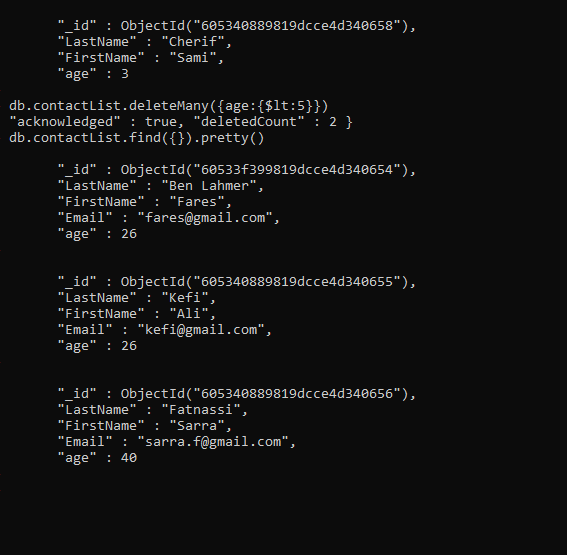 "_id" : ObjectId("605340889819dcce4d340658"),
"LastName" : "Cherif",
"FirstName" : "Sami",
"age" : 3
db.contactList.deleteMany({age:{$lt:5}})
"acknowledged" : true, "deletedCount" : 2 }
db.contactList.find({}).pretty()
"_id" : ObjectId("60533f399819dcce4d340654"),
"LastName" : "Ben Lahmer",
"FirstName" : "Fares",
"Email" : "fares@gmail.com",
"age" : 26
"_id" : ObjectId("605340889819dcce4d340655"),
"LastName" : "Kefi",
"FirstName" : "Ali",
"Email" : "kefi@gmail.com",
"age" : 26
"_id" : ObjectId("605340889819dcce4d340656"),
"LastName" : "Fatnassi",
"FirstName" : "Sarra",
"Email" : "sarra.f@gmail.com",
"age" : 40